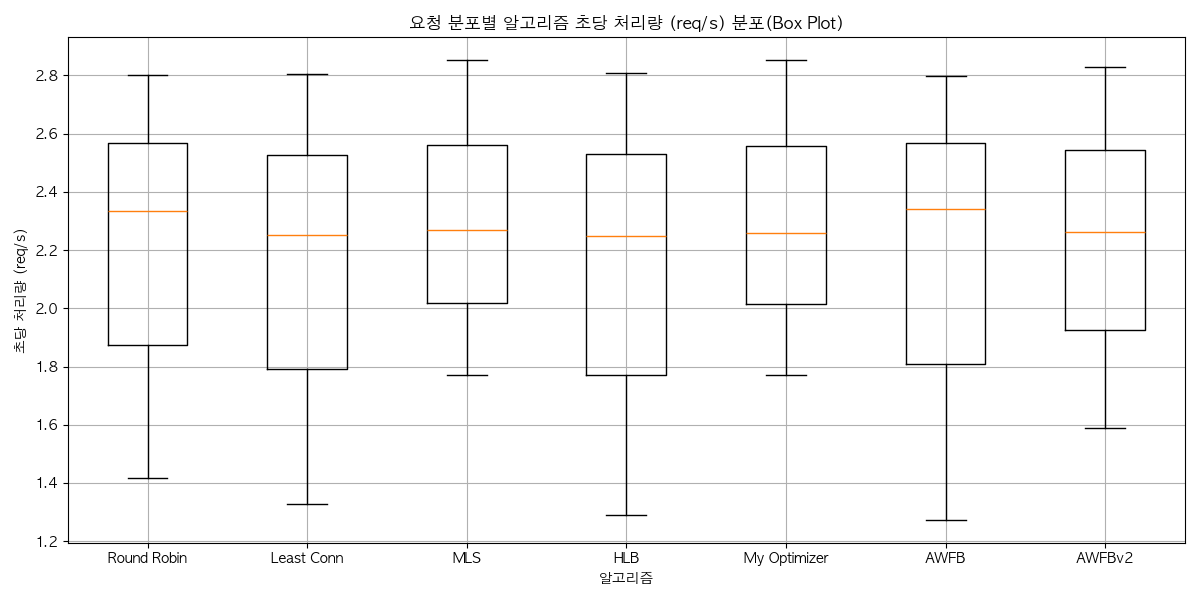 요청 분포별 알고리즘 초당 처리량 (req/s) 분포(Box Plot)
초당 처리량 (req/s)
2.8
2.6
2.4
2.2
2.0
1.8
1.6
1.4
1.2
Round Robin
Least Conn
MLS
HLB
My Optimizer
AWFB
AWFBv2
알고리즘